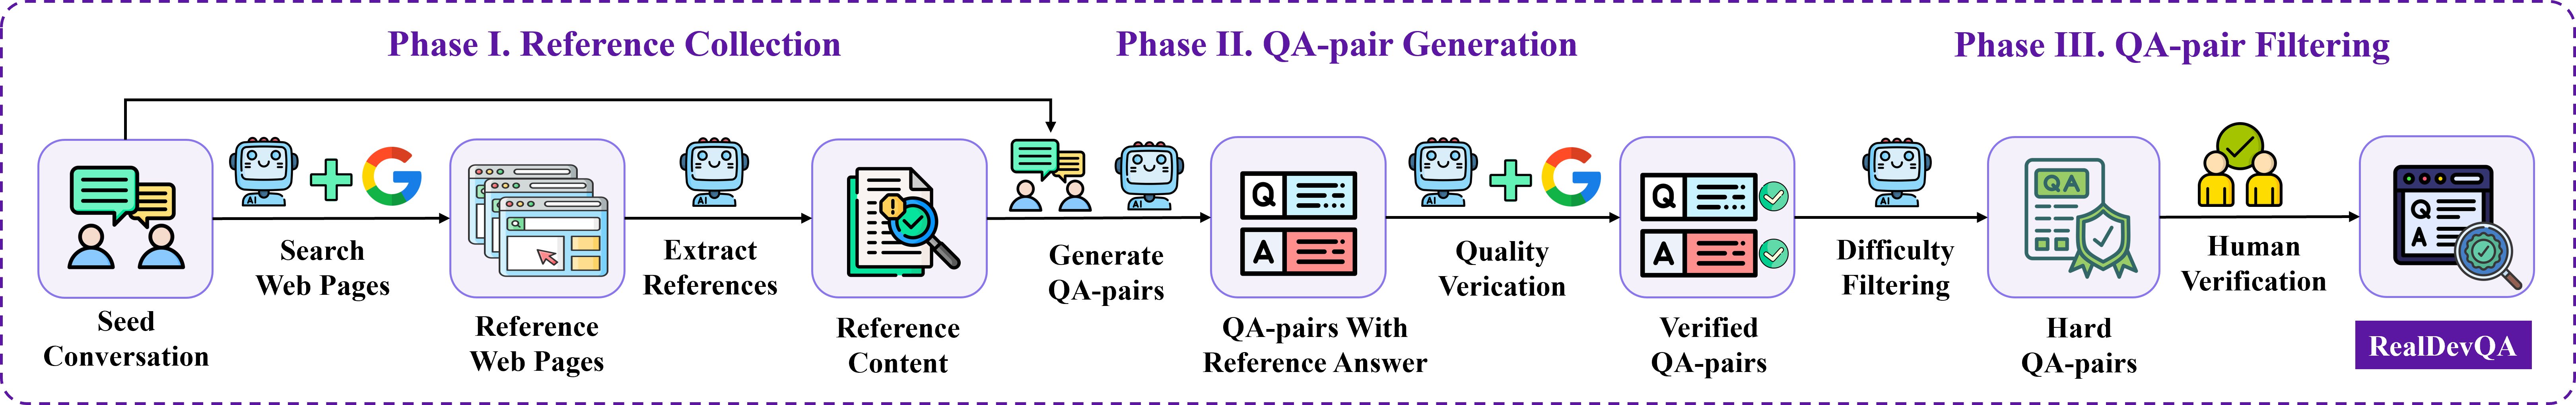 Phase I. Reference Collection
Phase II. QA-pair Generation
Phase III. QA-pair Filtering
AI
Search
Web Pages
AI
Extract
References
AI
Generate
QA-pairs
Q
A
AI
Quality
Verication
Q
A
AI
Difficulty
Filtering
QA
Human
Verification
Q
A
Seed
Conversation
Reference
Web Pages
Reference
Content
QA-pairs With
Reference Answer
Verified
QA-pairs
Hard
QA-pairs
RealDevQA